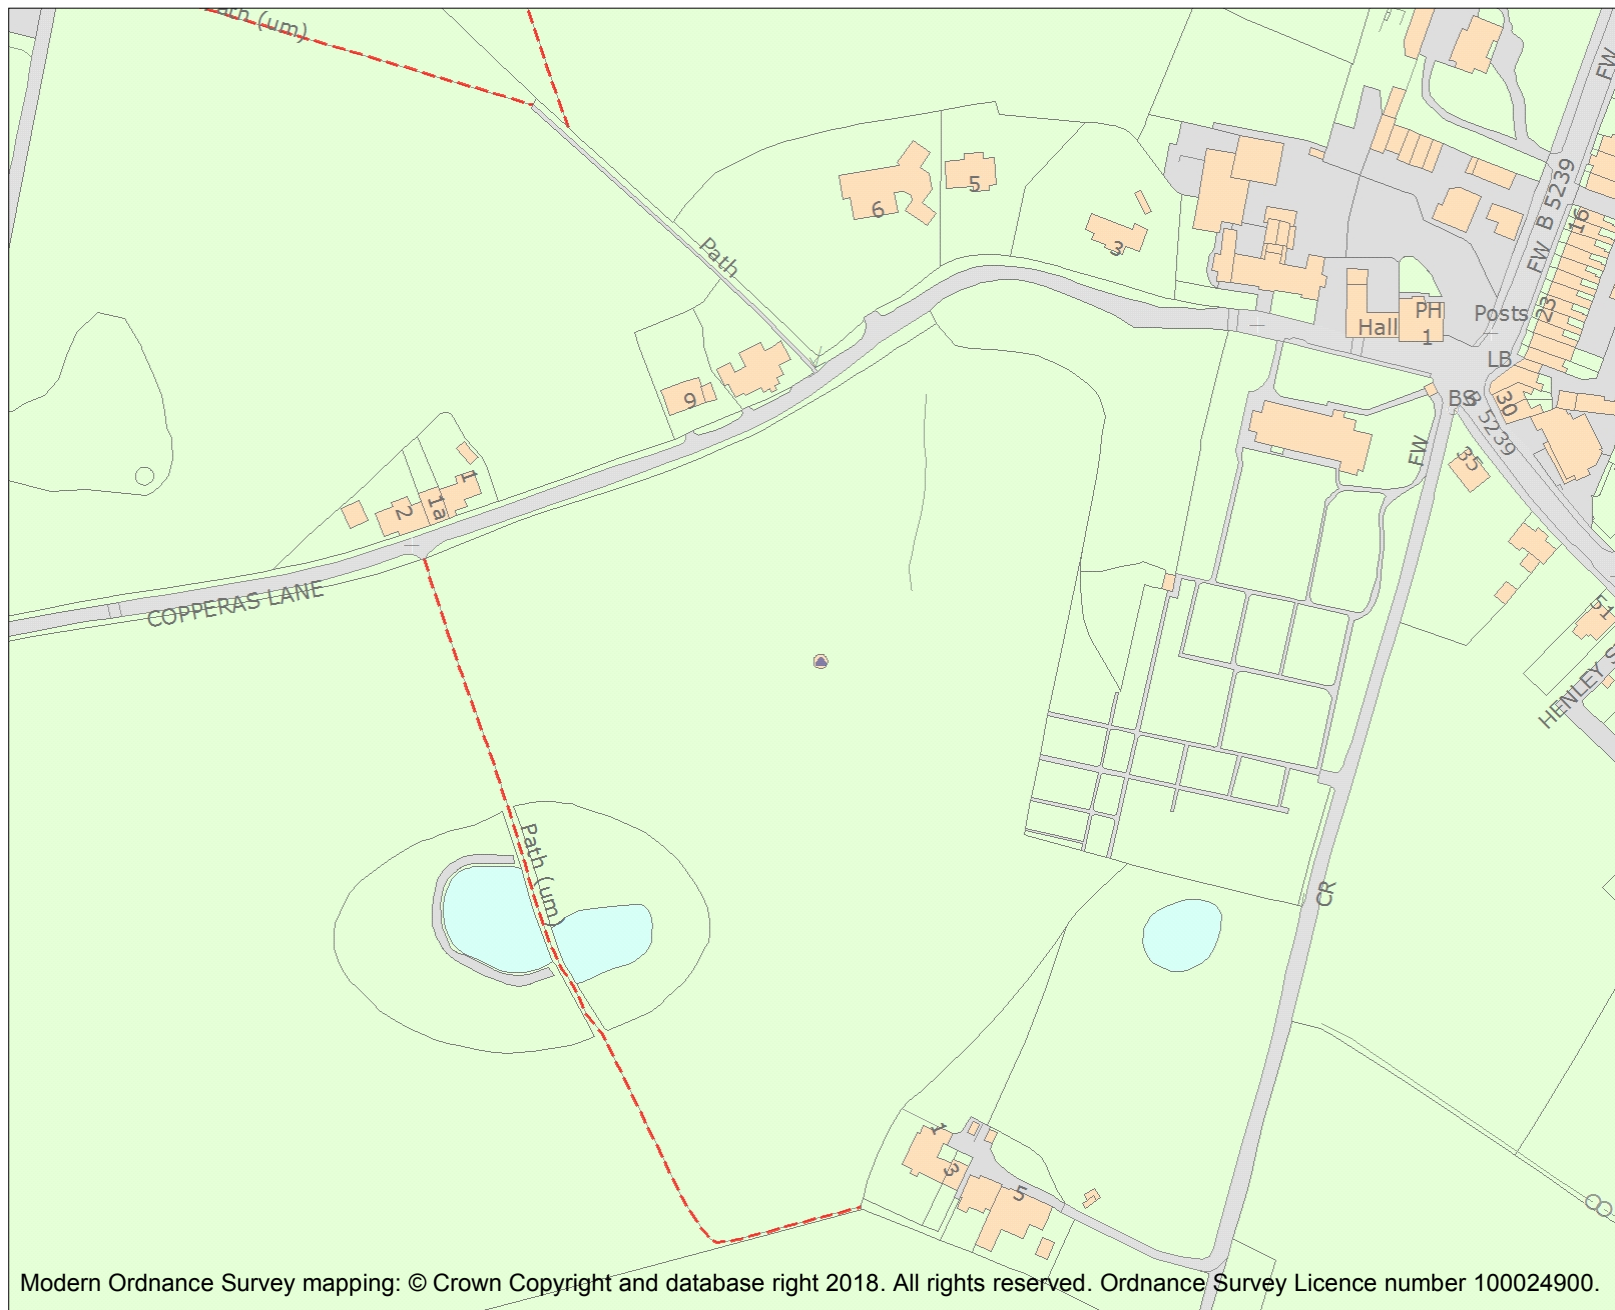 Path (um)
FW
6
5
3
Path
B 5239
FW
16
23
PH
1
Hall
Posts
LB
BS
B 5239
30
35
FW
9
1
1a
2
COPPERAS LANE
51
Path (um)
CR
1
3
5
Modern Ordnance Survey mapping: © Crown Copyright and database right 2018. All rights reserved. Ordnance Survey Licence number 100024900.